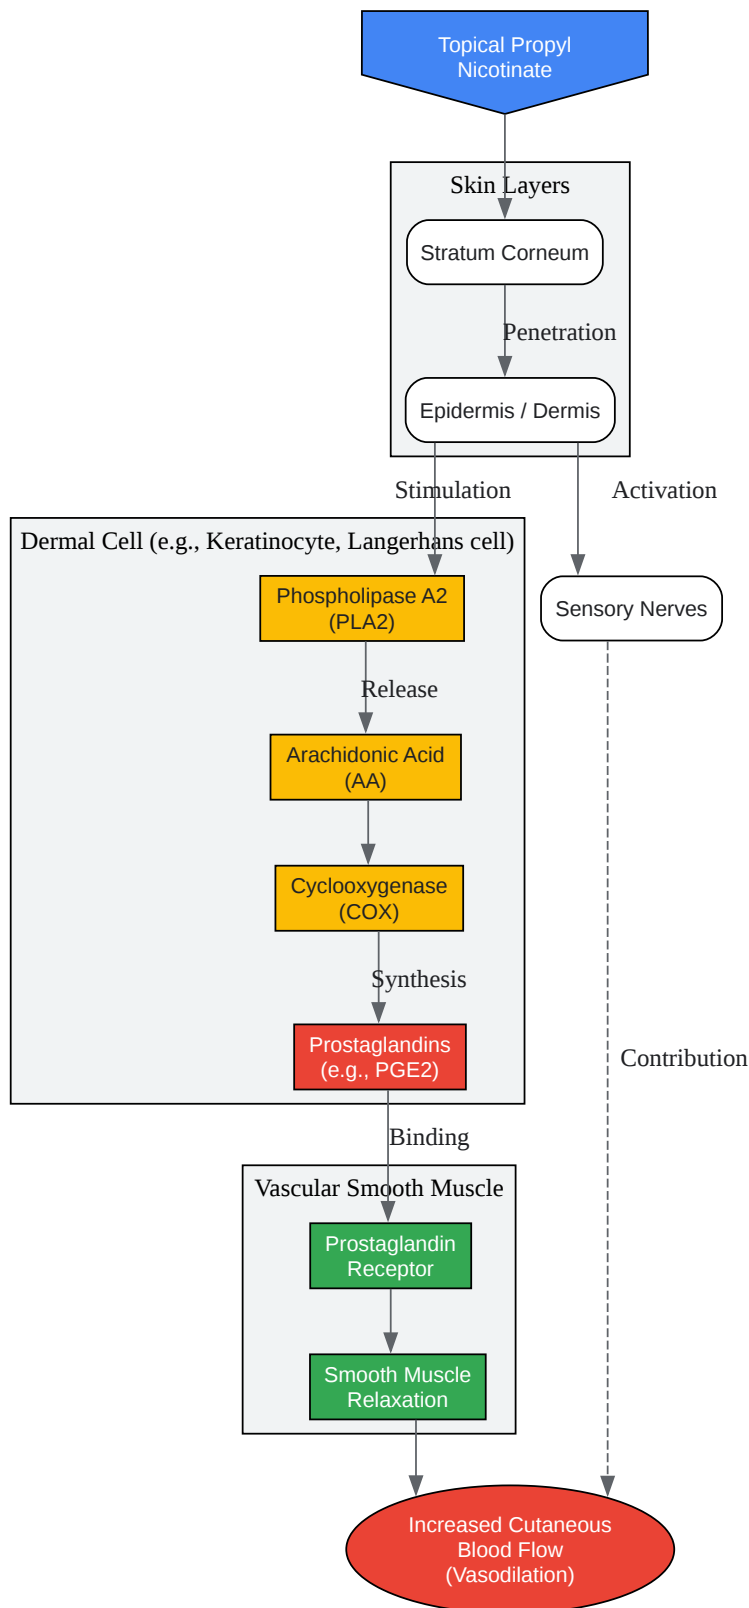 Topical Propyl
Nicotinate
Skin Layers
Stratum Corneum
Penetration
Epidermis / Dermis
Stimulation
Activation
Dermal Cell (e.g., Keratinocyte, Langerhans cell)
Phospholipase A2
(PLA2)
Sensory Nerves
Release
Arachidonic Acid
(AA)
Cyclooxygenase
(COX)
Synthesis
Prostaglandins
(e.g., PGE2)
Contribution
Binding
Vascular Smooth Muscle
Prostaglandin
Receptor
Smooth Muscle
Relaxation
Increased Cutaneous
Blood Flow
(Vasodilation)